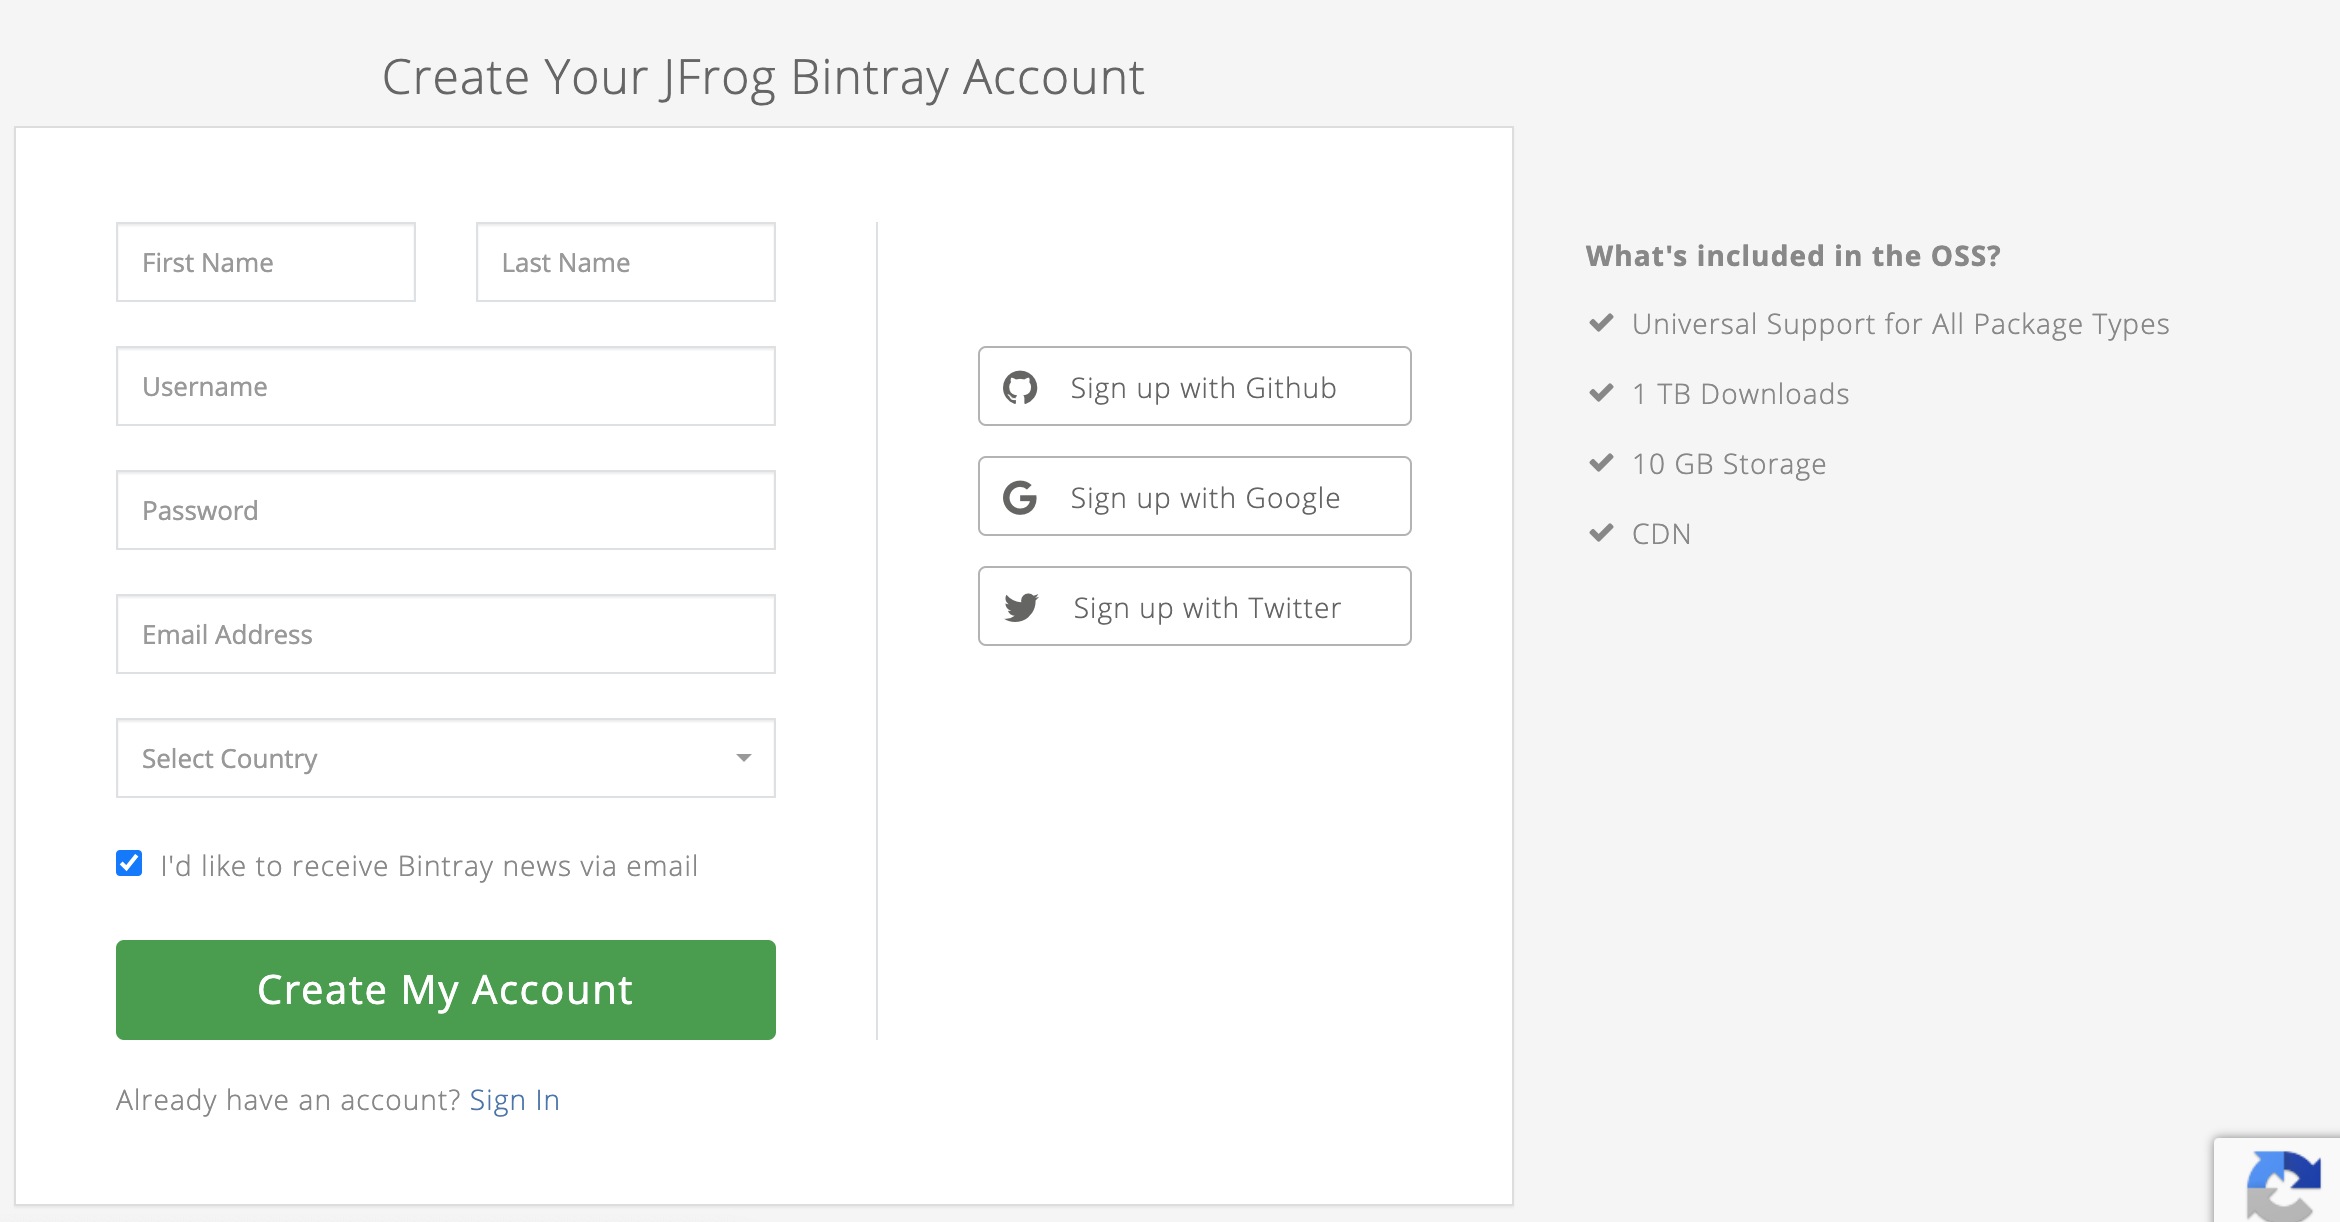 Create Your JFrog Bintray Account
First Name
Last Name
Username
Password
Email Address
Select Country
I'd like to receive Bintray news via email
Create My Account
Already have an account? Sign In
Sign up with Github
Sign up with Google
Sign up with Twitter
What's included in the OSS?
Universal Support for All Package Types
1 TB Downloads
10 GB Storage
CDN